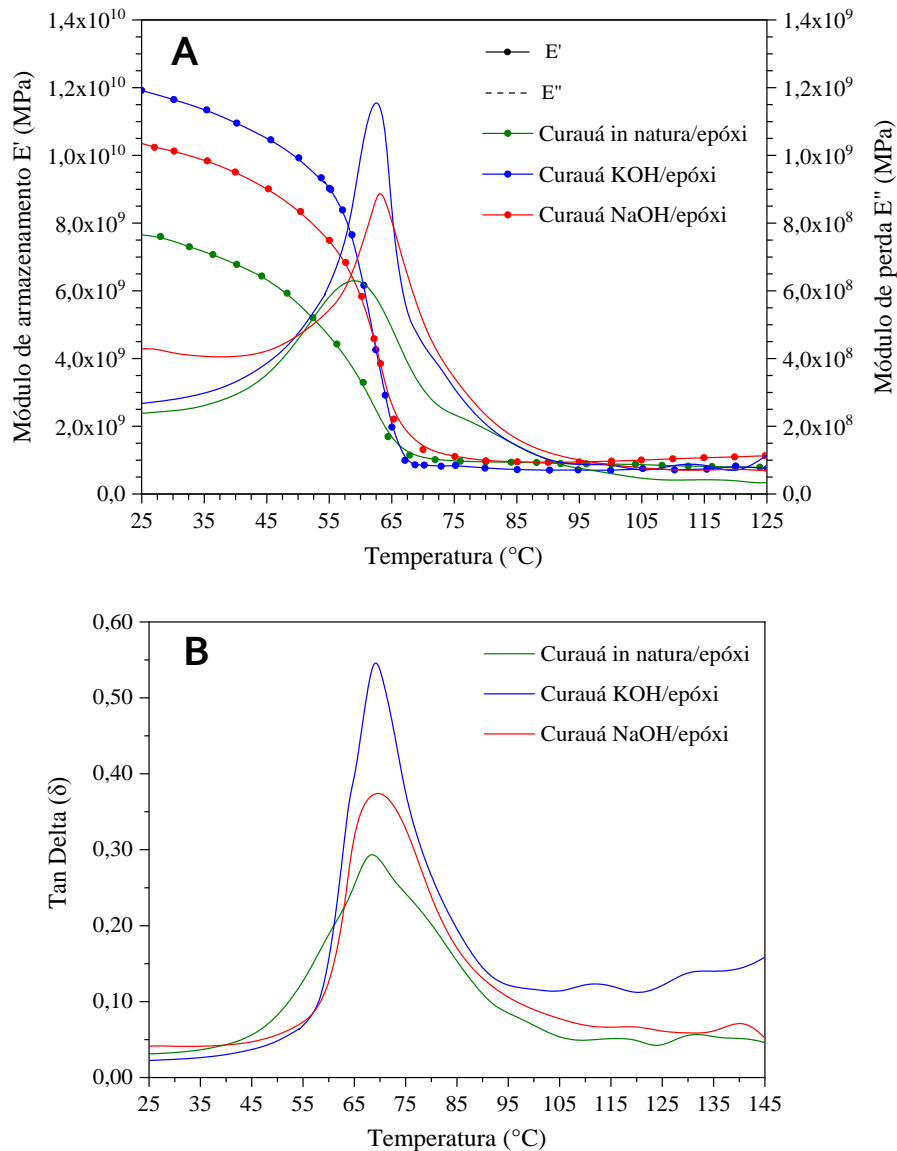 A
Módulo de armazenamento E' (MPa)
1,4x10¹⁰
1,2x10¹⁰
1,0x10¹⁰
8,0x10⁹
6,0x10⁹
4,0x10⁹
2,0x10⁹
0,0
E'
E"
Curauá in natura/epóxi
Curauá KOH/epóxi
Curauá NaOH/epóxi
1,4x10⁹
1,2x10⁹
1,0x10⁹
8,0x10⁸
6,0x10⁸
4,0x10⁸
2,0x10⁸
0,0
Módulo de perda E" (MPa)
25 35 45 55 65 75 85 95 105 115 125
Temperatura (°C)
B
Tan Delta (δ)
0,60
0,50
0,40
0,30
0,20
0,10
0,00
Curauá in natura/epóxi
Curauá KOH/epóxi
Curauá NaOH/epóxi
25 35 45 55 65 75 85 95 105 115 125 135 145
Temperatura (°C)